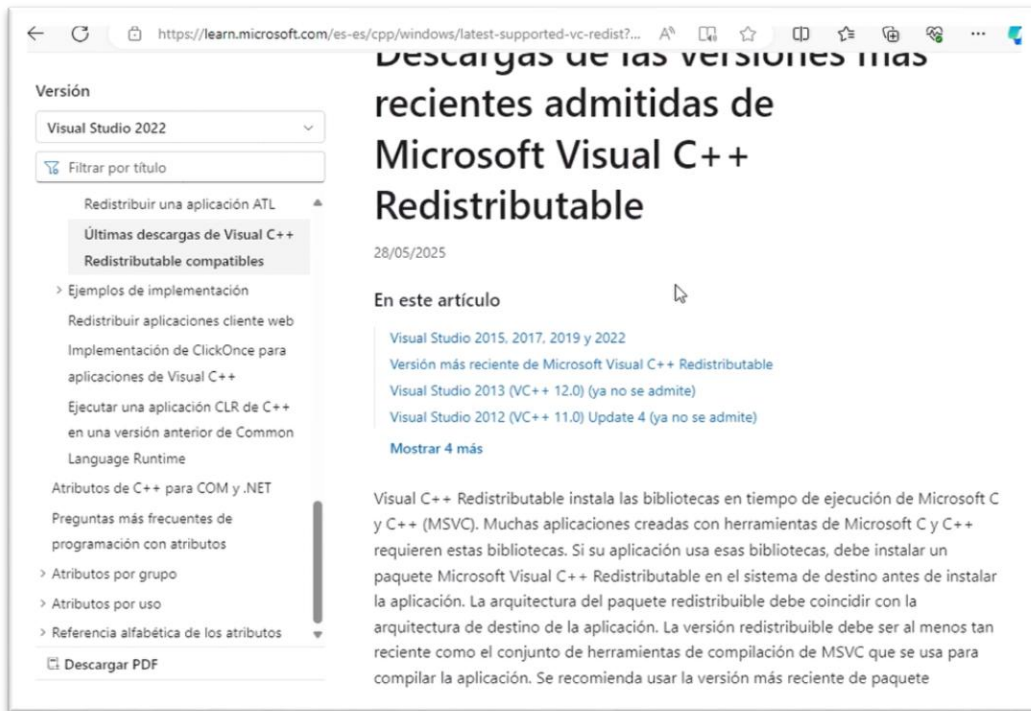 https://learn.microsoft.com/es-es/cpp/windows/latest-supported-vc-redist?...
Versión
Visual Studio 2022
Filtrar por título
Redistribuir una aplicación ATL
Últimas descargas de Visual C++
Redistributable compatibles
Ejemplos de implementación
Redistribuir aplicaciones cliente web
Implementación de ClickOnce para
aplicaciones de Visual C++
Ejecutar una aplicación CLR de C++
en una versión anterior de Common
Language Runtime
Atributos de C++ para COM y .NET
Preguntas más frecuentes de
programación con atributos
Atributos por grupo
Atributos por uso
Referencia alfabética de los atributos
Descargar PDF
Descargas de las versiones más
recientes admitidas de
Microsoft Visual C++
Redistributable
28/05/2025
En este artículo
Visual Studio 2015, 2017, 2019 y 2022
Versión más reciente de Microsoft Visual C++ Redistributable
Visual Studio 2013 (VC++ 12.0) (ya no se admite)
Visual Studio 2012 (VC++ 11.0) Update 4 (ya no se admite)
Mostrar 4 más
Visual C++ Redistributable instala las bibliotecas en tiempo de ejecución de Microsoft C
y C++ (MSVC). Muchas aplicaciones creadas con herramientas de Microsoft C y C++
requieren estas bibliotecas. Si su aplicación usa esas bibliotecas, debe instalar un
paquete Microsoft Visual C++ Redistributable en el sistema de destino antes de instalar
la aplicación. La arquitectura del paquete redistribuible debe coincidir con la
arquitectura de destino de la aplicación. La versión redistribuible debe ser al menos tan
reciente como el conjunto de herramientas de compilación de MSVC que se usa para
compilar la aplicación. Se recomienda usar la versión más reciente de paquete